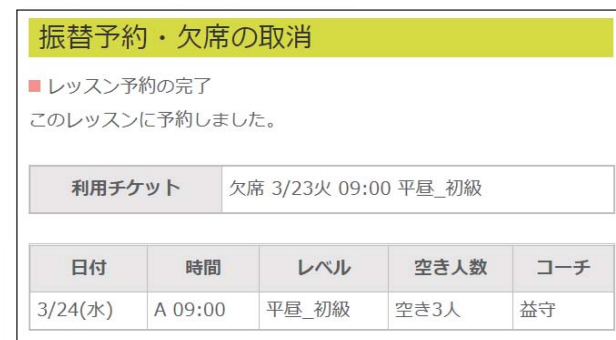 振替予約・欠席の取消
レッスン予約の完了
このレッスンに予約しました。
利用チケット 欠席 3/23火 09:00 平昼_初級
日付 時間 レベル 空き人数 コーチ
3/24(水) A 09:00 平昼_初級 空き3人 益守